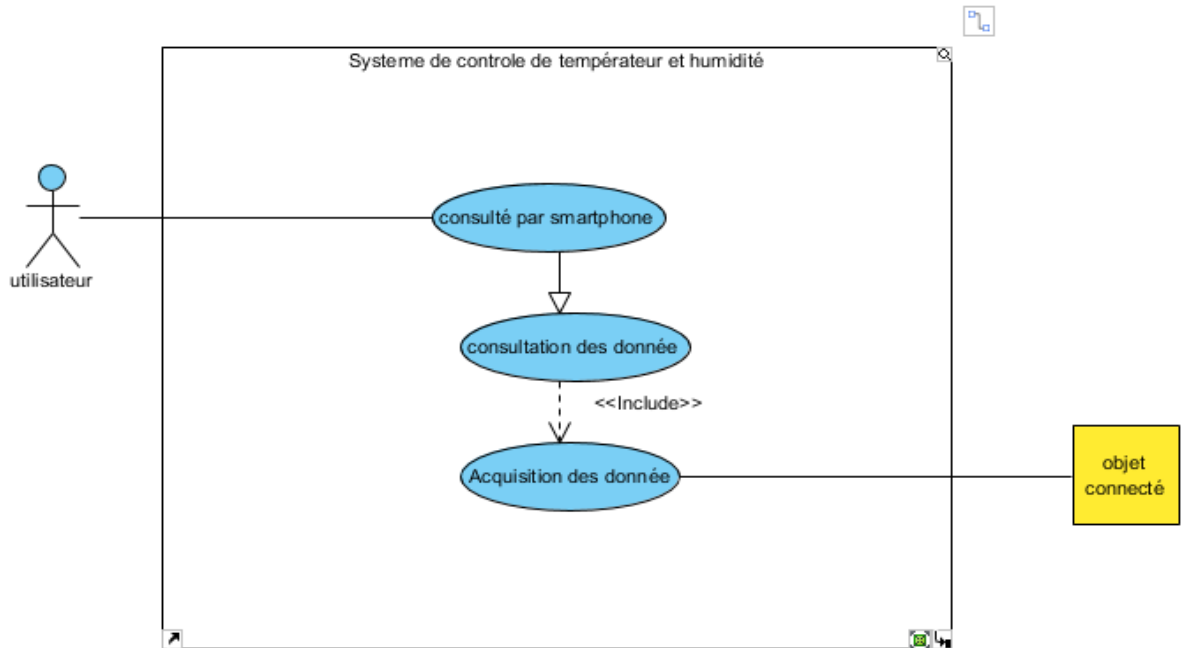 Systeme de controle de températeur et humidité
consulté par smartphone
utilisateur
consultation des donnée
<<Include>>
Acquisition des donnée
objet
connecté